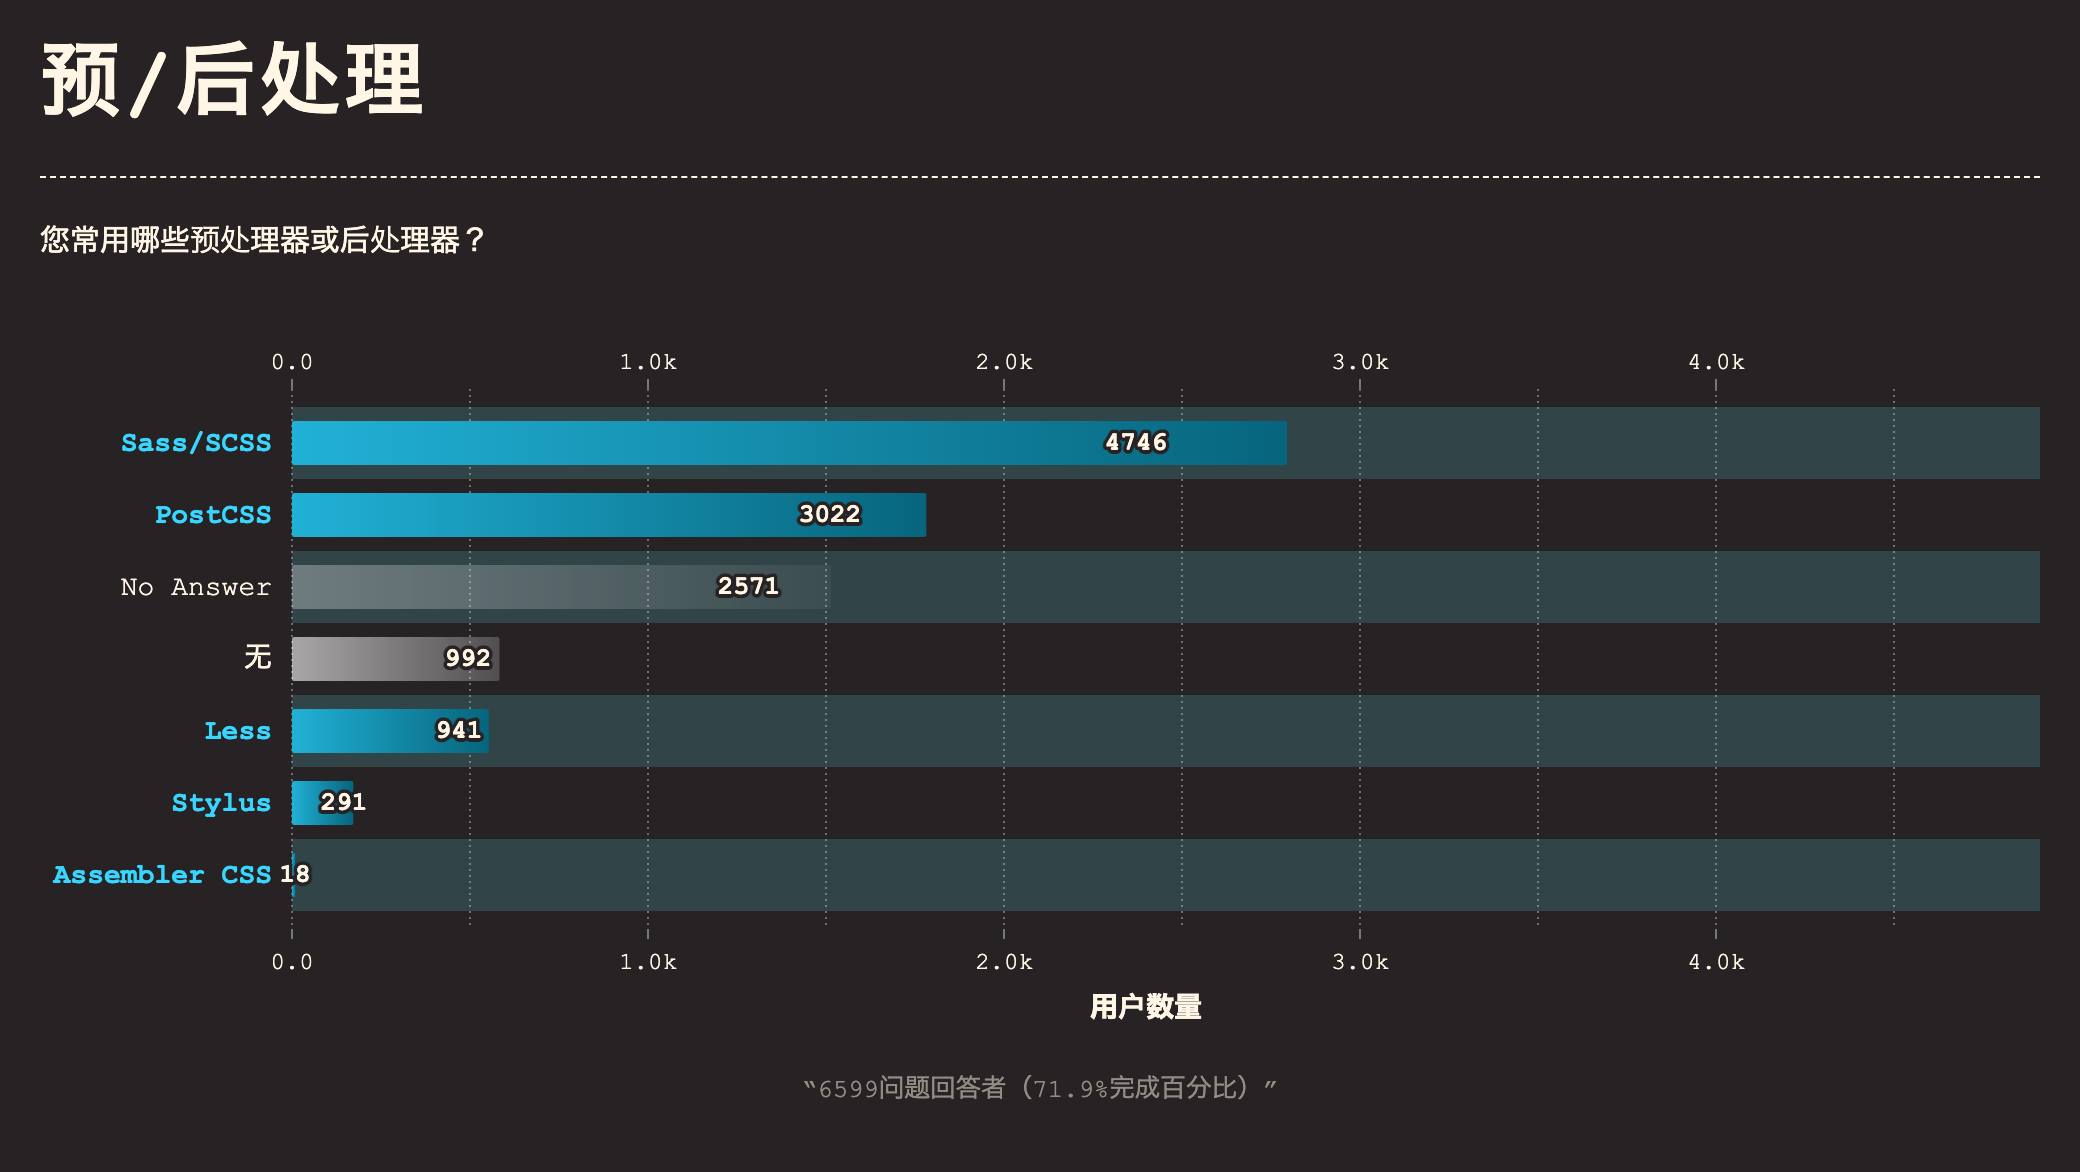 预/后处理
您常用哪些预处理器或后处理器？
0.0 1.0k 2.0k 3.0k 4.0k
Sass/SCSS 4746
PostCSS 3022
No Answer 2571
无 992
Less 941
Stylus 291
Assembler CSS 18
0.0 1.0k 2.0k 3.0k 4.0k
用户数量
“6599问题回答者（71.9%完成百分比）”